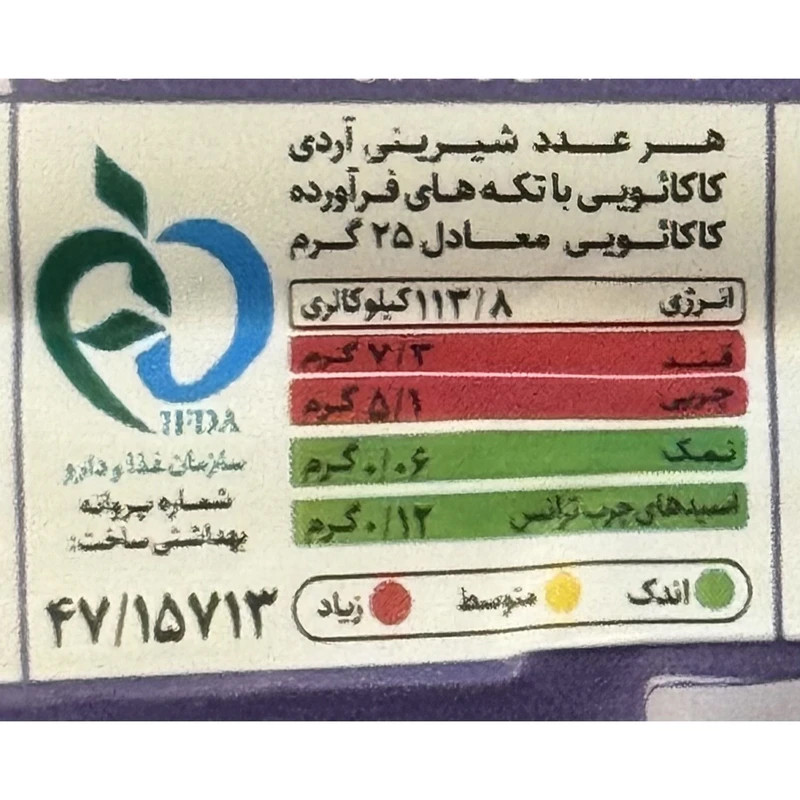 هر عدد شیرینی آردی
کاکائویی با تکه های فرآورده
کاکائویی معادل ۲۵ گرم
انرژی ۱۱۳/۸ کیلوکالری
قند ۷/۳ گرم
چربی ۵/۱ گرم
نمک ۰/۰۶ گرم
اسیدهای چرب ترانس ۰/۱۲ گرم
اندک متوسط زیاد
IFDA
سازمان غذا و دارو
شماره پروانه
بهداشتی ساخت:
۴۷/۱۵۷۱۳